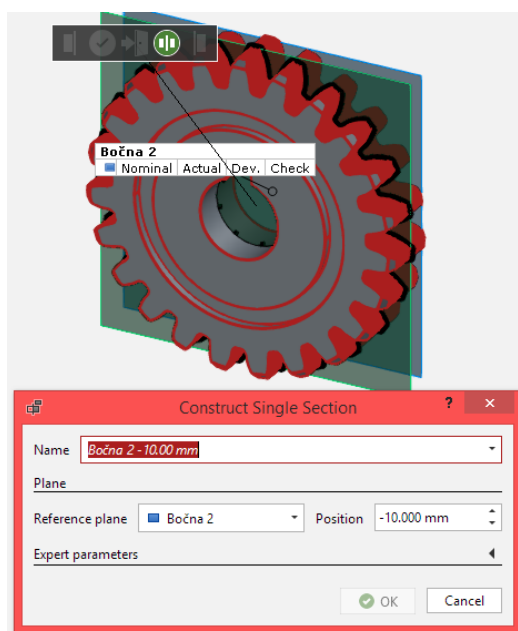 Bočna 2
Nominal Actual Dev. Check
Construct Single Section ? ×
Name Bočna 2 -10.00 mm
Plane
Reference plane Bočna 2 Position -10.000 mm
Expert parameters
OK Cancel